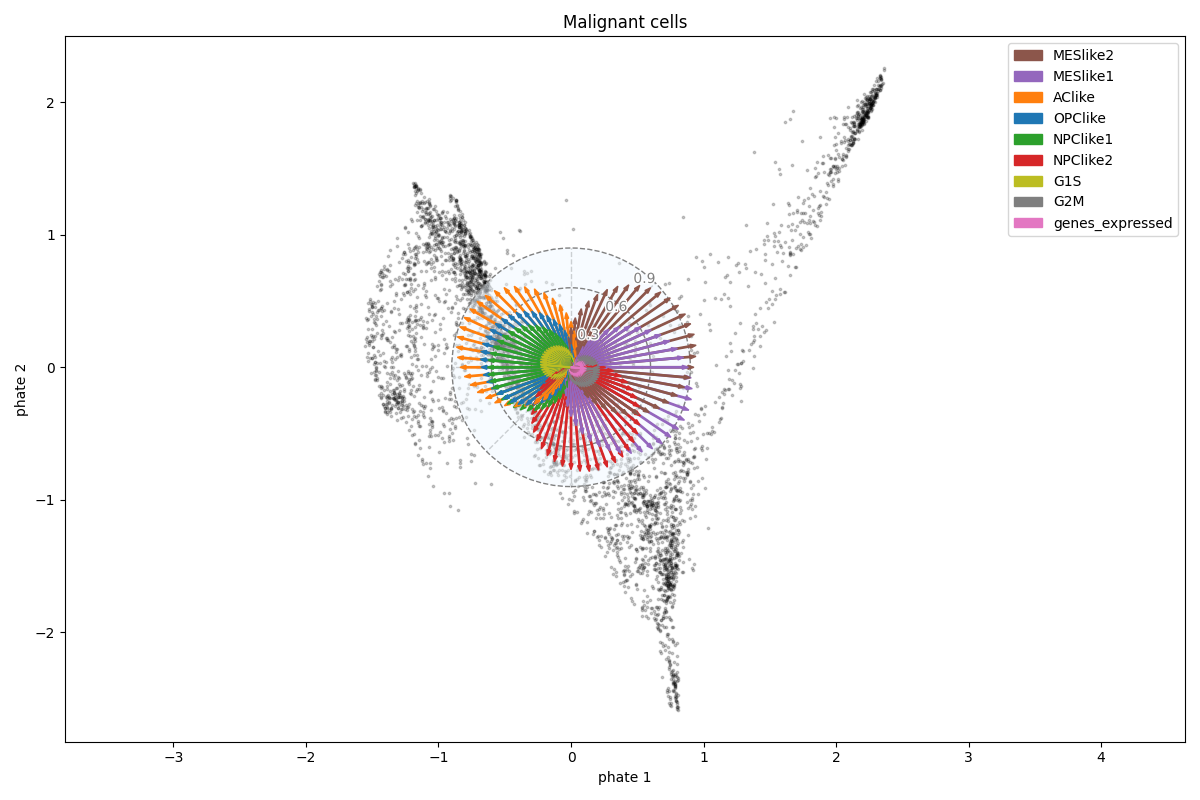 Malignant cells
MESlike2
MESlike1
AClike
OPClike
NPClike1
NPClike2
G1S
G2M
genes_expressed
0.9
0.6
0.3
2
1
0
−1
−2
phate 2
−3
−2
−1
0
1
2
3
4
phate 1